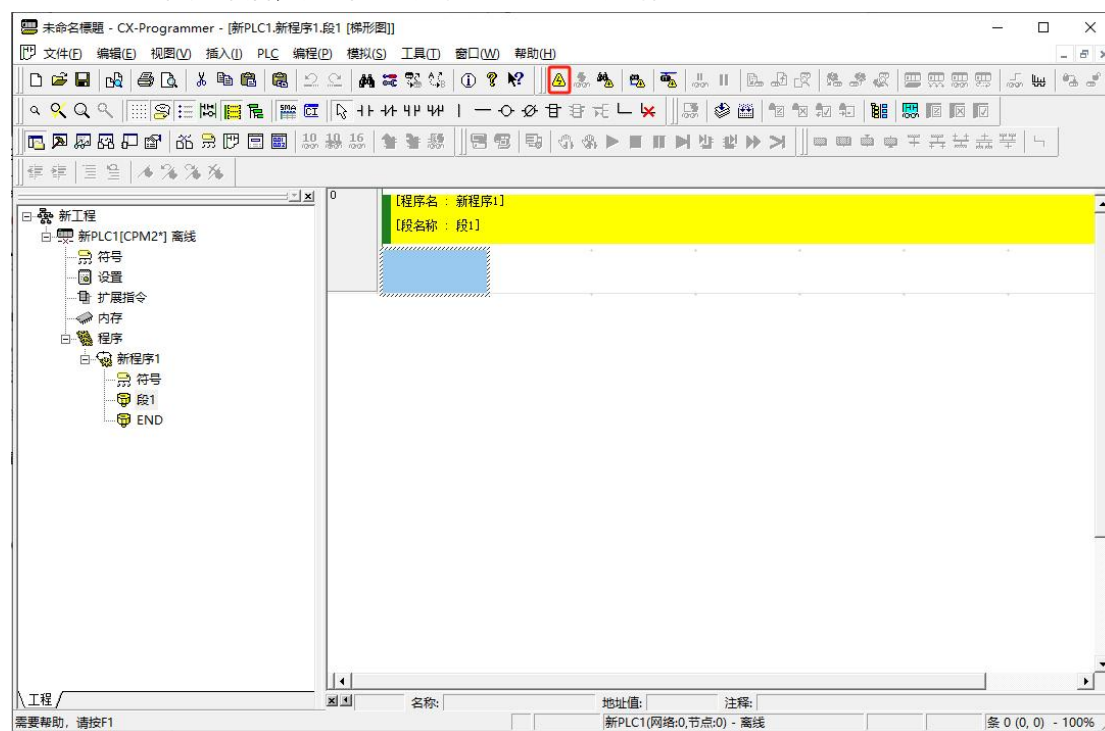 未命名標題 - CX-Programmer - [新PLC1.新程序1.段1 [梯形图]]
文件(F) 编辑(E) 视图(V) 插入(I) PLC 编程(P) 模拟(S) 工具(T) 窗口(W) 帮助(H)
0
[程序名 : 新程序1]
[段名称 : 段1]
新工程
新PLC1[CPM2*] 离线
符号
设置
扩展指令
内存
程序
新程序1
符号
段1
END
工程
名称:
地址值:
注释:
需要帮助, 请按F1
新PLC1(网络:0,节点:0) - 离线
条 0 (0, 0) - 100%